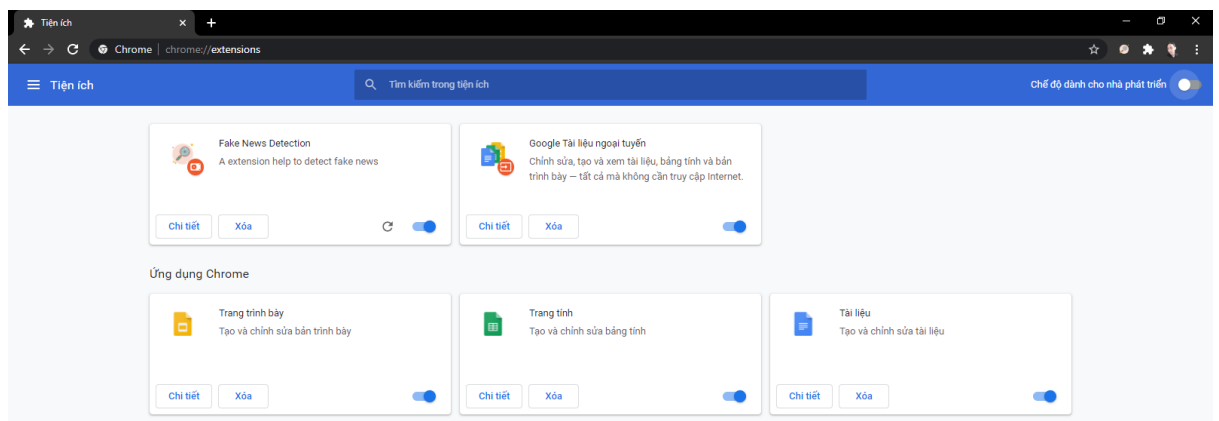 Tiện ích
Chrome | chrome://extensions
Tiện ích
Tìm kiếm trong tiện ích
Chế độ dành cho nhà phát triển
Fake News Detection
A extension help to detect fake news
Chi tiết
Xóa
Google Tài liệu ngoại tuyến
Chỉnh sửa, tạo và xem tài liệu, bảng tính và bản
trình bày — tất cả mà không cần truy cập Internet.
Chi tiết
Xóa
Ứng dụng Chrome
Trang trình bày
Tạo và chỉnh sửa bản trình bày
Chi tiết
Xóa
Trang tính
Tạo và chỉnh sửa bảng tính
Chi tiết
Xóa
Tài liệu
Tạo và chỉnh sửa tài liệu
Chi tiết
Xóa